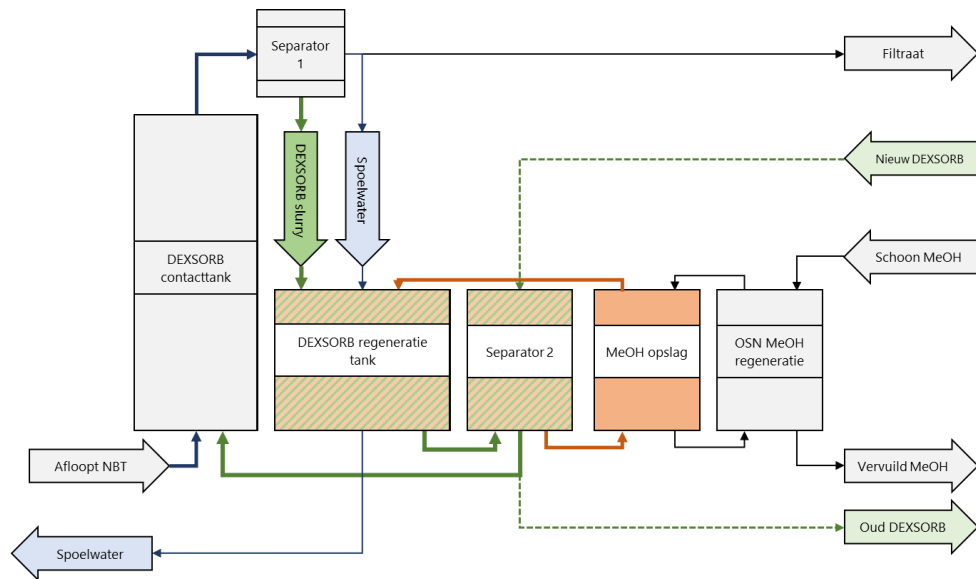 Separator
1
Filtraat
DEXSORB slurry
Spoelwater
Nieuw DEXSORB
DEXSORB
contacttank
Schoon MeOH
DEXSORB regeneratie
tank
Separator 2
MeOH opslag
OSN MeOH
regeneratie
Afloopt NBT
Vervuild MeOH
Spoelwater
Oud DEXSORB